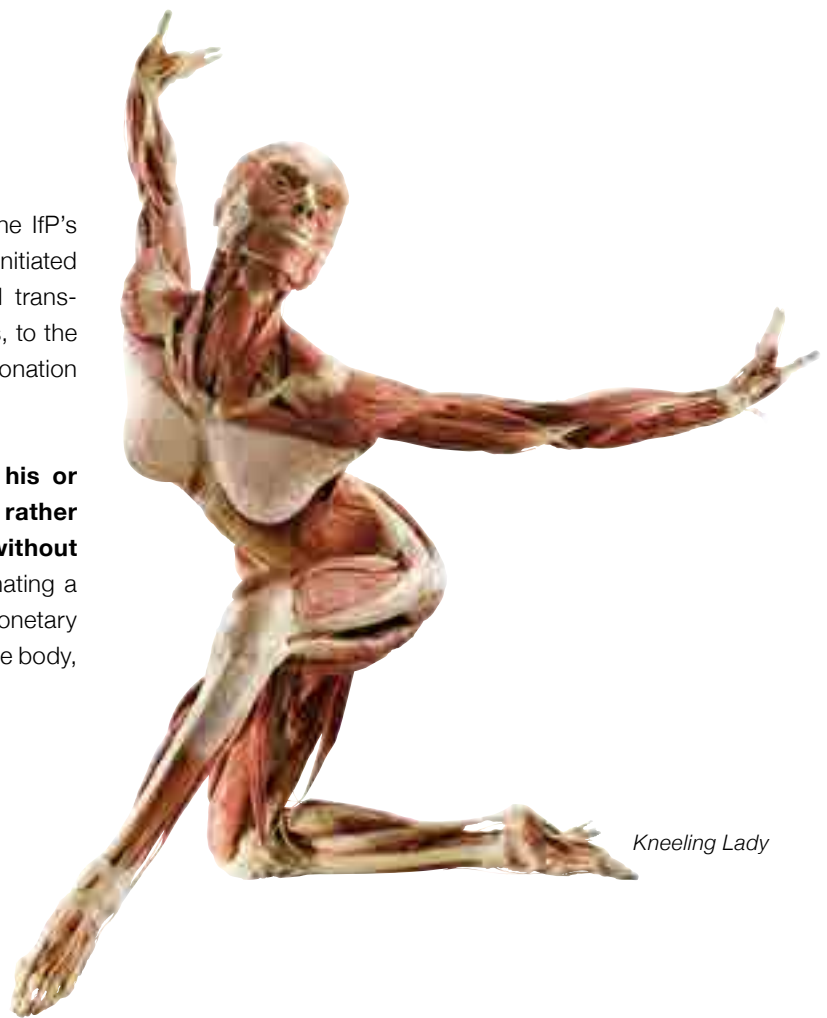 he IfP's
nitiated
l trans-
s, to the
onation
his or
rather
without
nating a
onetary
e body,
Kneeling Lady